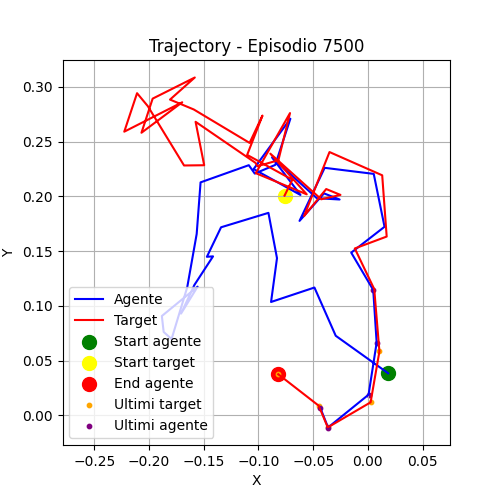 Trajectory - Episodio 7500
0.30
0.25
0.20
0.15
0.10
0.05
0.00
Y
Agente
Target
Start agente
Start target
End agente
Ultimi target
Ultimi agente
−0.25 −0.20 −0.15 −0.10 −0.05 0.00 0.05
X